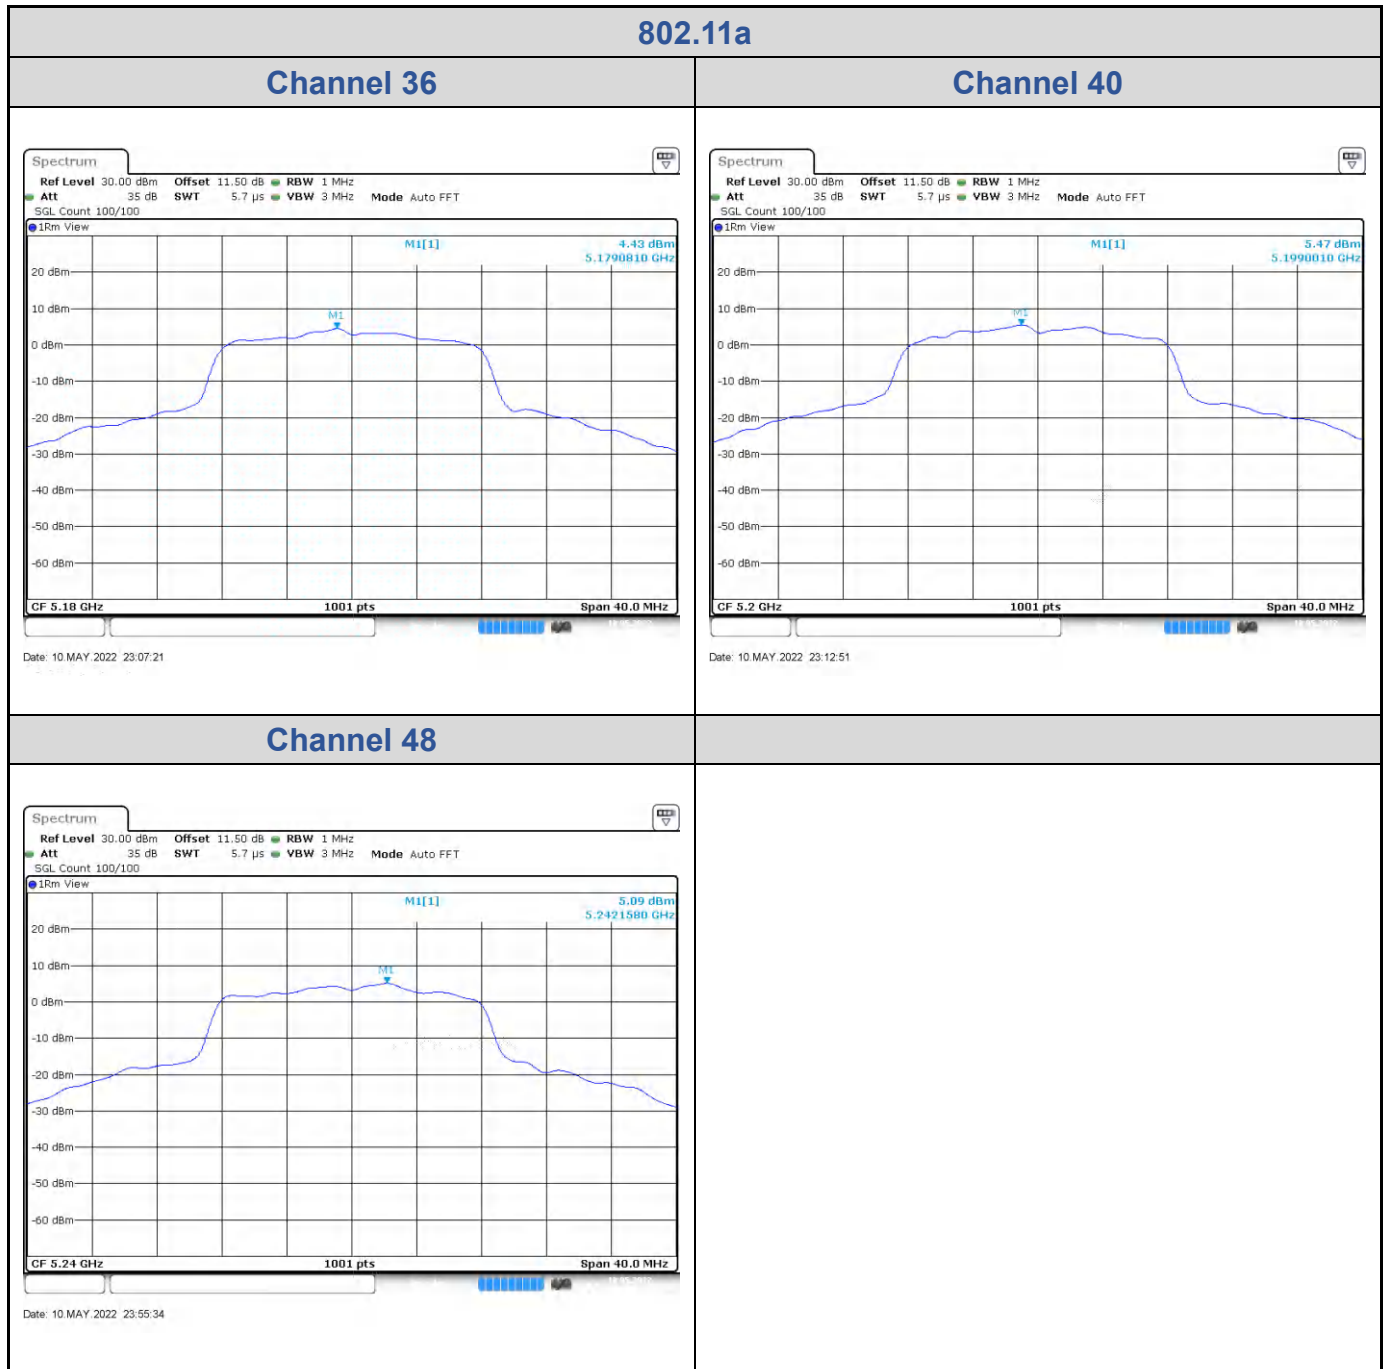 802.11a
Channel 36
Channel 40
Spectrum
Ref Level 30.00 dBm Offset 11.50 dB RBW 1 MHz
Att 35 dB SWT 5.7 µs VBW 3 MHz Mode Auto FFT
SGL Count 100/100
1Rm View
M1[1] 4.43 dBm
5.1790810 GHz
20 dBm
10 dBm
M1
0 dBm
-10 dBm
-20 dBm
-30 dBm
-40 dBm
-50 dBm
-60 dBm
CF 5.18 GHz 1001 pts Span 40.0 MHz
Date: 10.MAY.2022 23:07:21
Spectrum
Ref Level 30.00 dBm Offset 11.50 dB RBW 1 MHz
Att 35 dB SWT 5.7 µs VBW 3 MHz Mode Auto FFT
SGL Count 100/100
1Rm View
M1[1] 5.47 dBm
5.1990010 GHz
20 dBm
10 dBm
M1
0 dBm
-10 dBm
-20 dBm
-30 dBm
-40 dBm
-50 dBm
-60 dBm
CF 5.2 GHz 1001 pts Span 40.0 MHz
Date: 10.MAY.2022 23:12:51
Channel 48
Spectrum
Ref Level 30.00 dBm Offset 11.50 dB RBW 1 MHz
Att 35 dB SWT 5.7 µs VBW 3 MHz Mode Auto FFT
SGL Count 100/100
1Rm View
M1[1] 5.09 dBm
5.2421580 GHz
20 dBm
10 dBm
M1
0 dBm
-10 dBm
-20 dBm
-30 dBm
-40 dBm
-50 dBm
-60 dBm
CF 5.24 GHz 1001 pts Span 40.0 MHz
Date: 10.MAY.2022 23:55:34